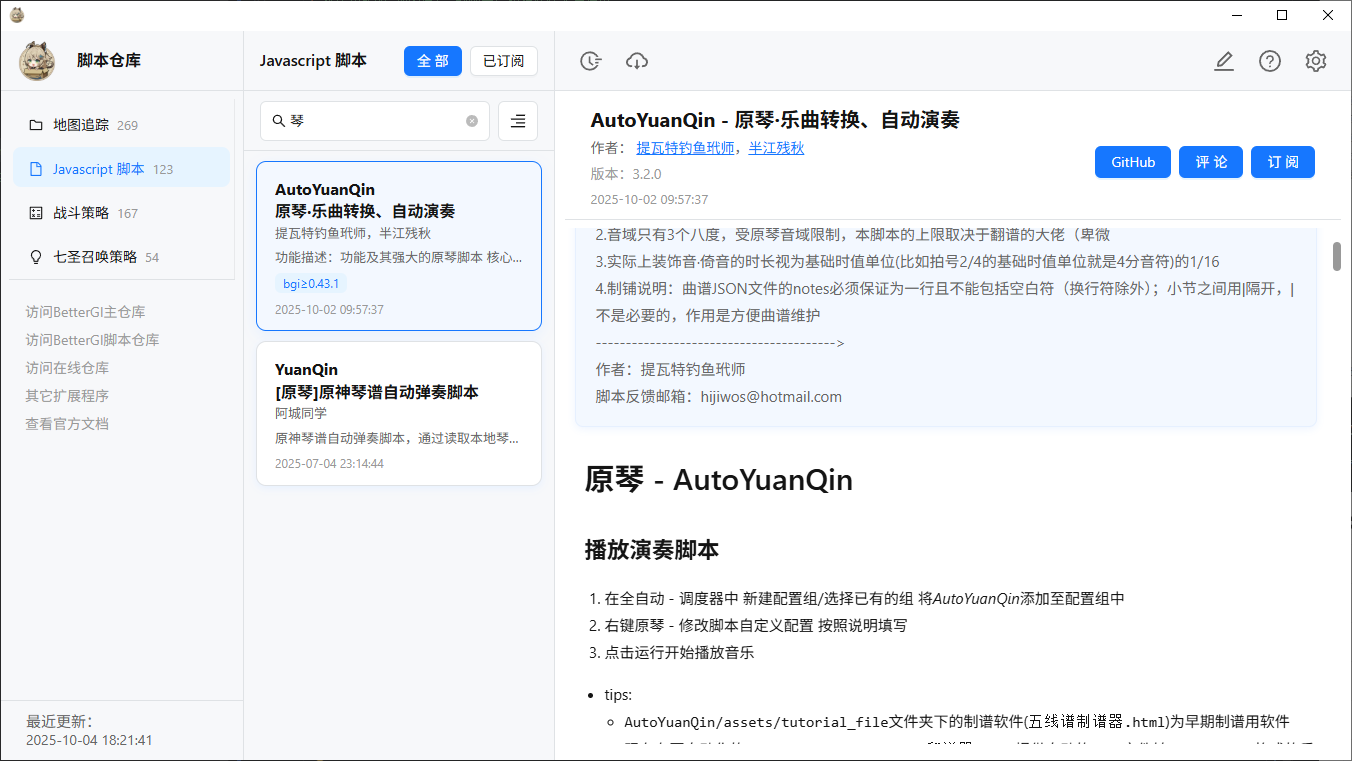 脚本仓库
地图追踪 269
Javascript 脚本 123
战斗策略 167
七圣召唤策略 54
访问BetterGI主仓库
访问BetterGI脚本仓库
访问在线仓库
其它扩展程序
查看官方文档
最近更新：
2025-10-04 18:21:41
Javascript 脚本
全 部
已订阅
琴
AutoYuanQin
原琴·乐曲转换、自动演奏
提瓦特钓鱼玳师，半江残秋
功能描述：功能及其强大的原琴脚本 核心...
bgi≥0.43.1
2025-10-02 09:57:37
YuanQin
[原琴]原神琴谱自动弹奏脚本
阿城同学
原神琴谱自动弹奏脚本，通过读取本地琴...
2025-07-04 23:14:44
AutoYuanQin - 原琴·乐曲转换、自动演奏
作者： 提瓦特钓鱼玳师，半江残秋
版本：3.2.0
2025-10-02 09:57:37
GitHub
评 论
订 阅
2.音域只有3个八度，受原琴音域限制，本脚本的上限取决于翻谱的大佬（卑微
3.实际上装饰音·倚音的时长视为基础时值单位(比如拍号2/4的基础时值单位就是4分音符)的1/16
4.制铺说明：曲谱JSON文件的notes必须保证为一行且不能包括空白符（换行符除外）；小节之间用|隔开，|
不是必要的，作用是方便曲谱维护
---------------------------------------->
作者：提瓦特钓鱼玳师
脚本反馈邮箱：hijiwos@hotmail.com
原琴 - AutoYuanQin
播放演奏脚本
1. 在全自动 - 调度器中 新建配置组/选择已有的组 将AutoYuanQin添加至配置组中
2. 右键原琴 - 修改脚本自定义配置 按照说明填写
3. 点击运行开始播放音乐
• tips:
◦ AutoYuanQin/assets/tutorial_file文件夹下的制谱软件(五线谱制谱器.html)为早期制谱用软件